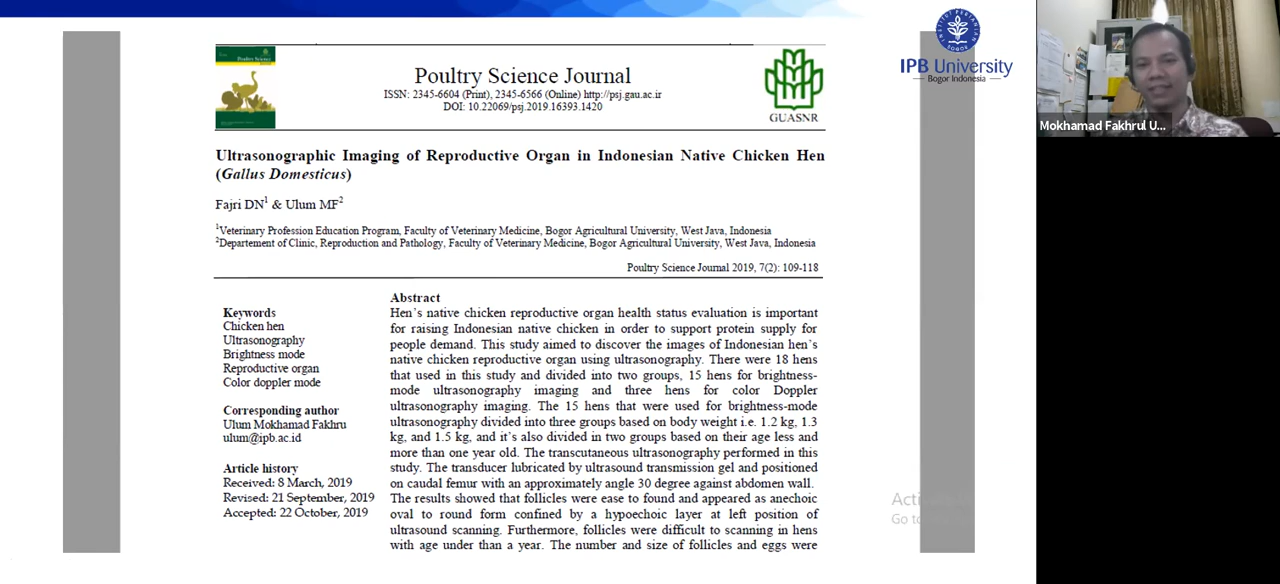 Poultry Science Journal
ISSN: 2345-6604 (Print), 2345-6566 (Online) http://psj.gau.ac.ir
DOI: 10.22069/psj.2019.16393.1420
GUASNR
IPB University
Bogor Indonesia
Mokhamad Fakhrul U...
Ultrasonographic Imaging of Reproductive Organ in Indonesian Native Chicken Hen
(Gallus Domesticus)
Fajri DN1 & Ulum MF2
1Veterinary Profession Education Program, Faculty of Veterinary Medicine, Bogor Agricultural University, West Java, Indonesia
2Departement of Clinic, Reproduction and Pathology, Faculty of Veterinary Medicine, Bogor Agricultural University, West Java, Indonesia
Poultry Science Journal 2019, 7(2): 109-118
Keywords
Chicken hen
Ultrasonography
Brightness mode
Reproductive organ
Color doppler mode
Corresponding author
Ulum Mokhamad Fakhru
ulum@ipb.ac.id
Article history
Received: 8 March, 2019
Revised: 21 September, 2019
Accepted: 22 October, 2019
Abstract
Hen's native chicken reproductive organ health status evaluation is important
for raising Indonesian native chicken in order to support protein supply for
people demand. This study aimed to discover the images of Indonesian hen's
native chicken reproductive organ using ultrasonography. There were 18 hens
that used in this study and divided into two groups, 15 hens for brightness-
mode ultrasonography imaging and three hens for color Doppler
ultrasonography imaging. The 15 hens that were used for brightness-mode
ultrasonography divided into three groups based on body weight i.e. 1.2 kg, 1.3
kg, and 1.5 kg, and it's also divided in two groups based on their age less and
more than one year old. The transcutaneous ultrasonography performed in this
study. The transducer lubricated by ultrasound transmission gel and positioned
on caudal femur with an approximately angle 30 degree against abdomen wall.
The results showed that follicles were ease to found and appeared as anechoic
oval to round form confined by a hypoechoic layer at left position of
ultrasound scanning. Furthermore, follicles were difficult to scanning in hens
with age under than a year. The number and size of follicles and eggs were
Go to